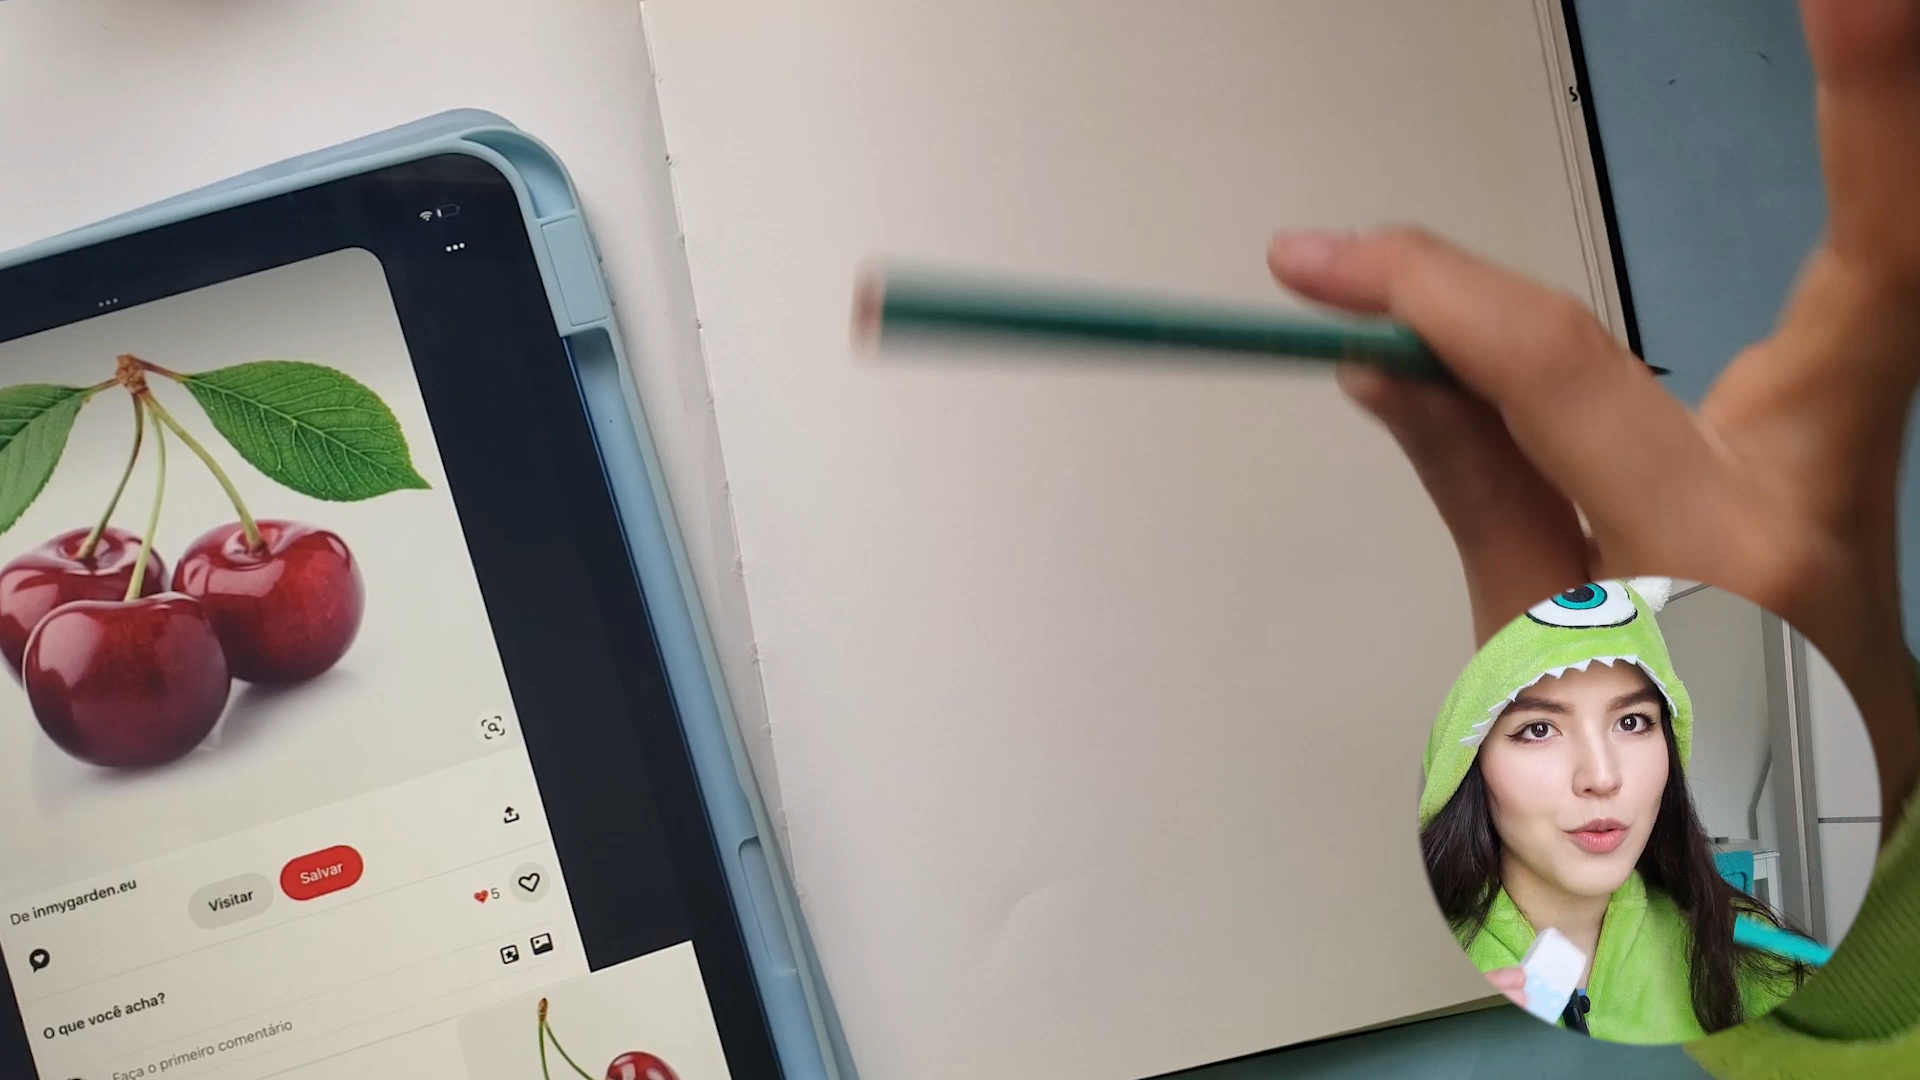 De inmygarden.eu
Visitar
Salvar
5
O que você acha?
Faça o primeiro comentário